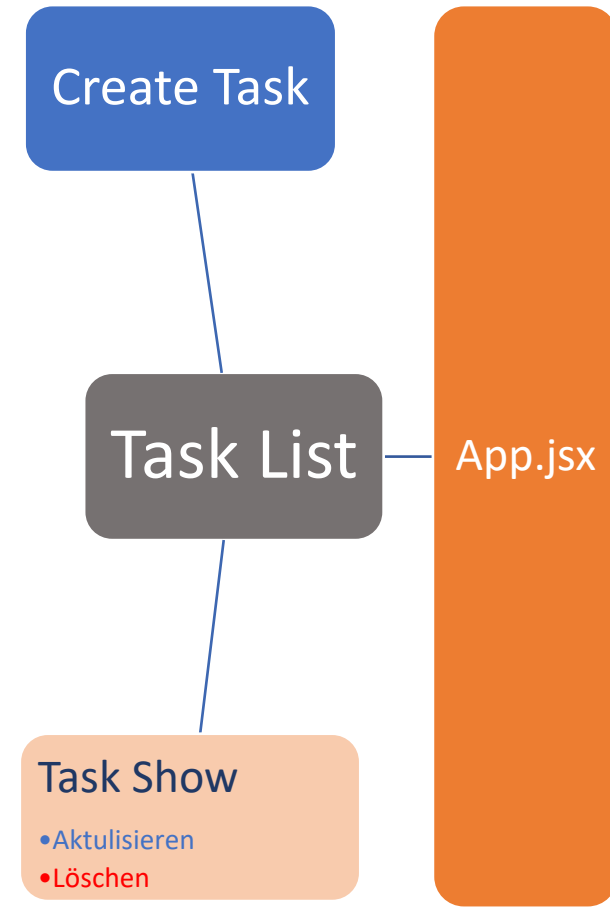 Create Task
Task List
App.jsx
Task Show
•Aktulisieren
•Löschen